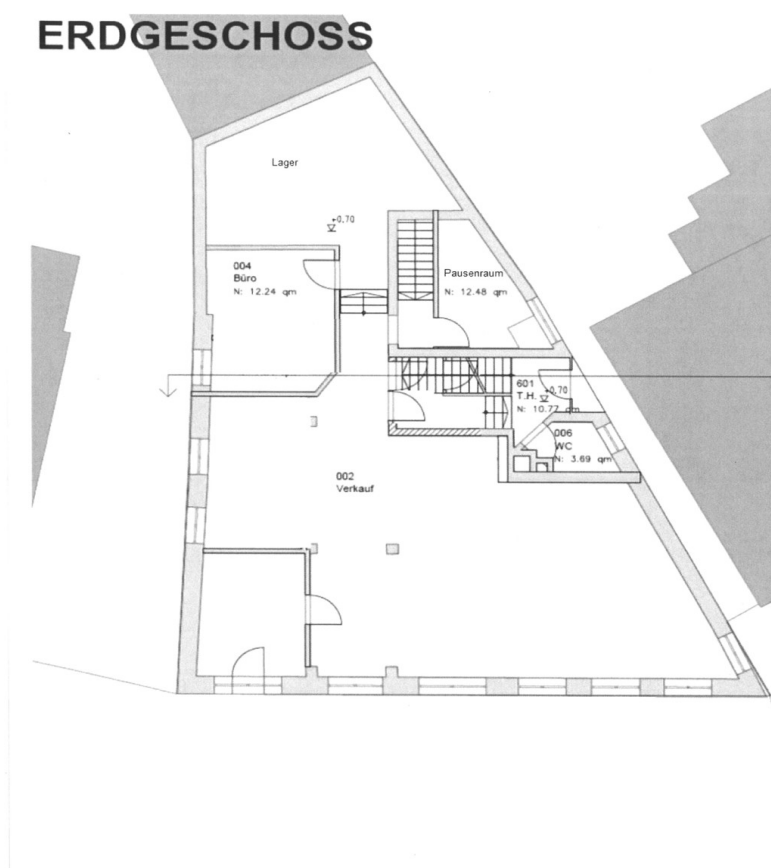 ERDGESCHOSS
Lager
+0,70
004
Büro
N: 12.24 qm
Pausenraum
N: 12.48 qm
601
T.H. +0,70
N: 10.77 qm
006
WC
N: 3.69 qm
002
Verkauf